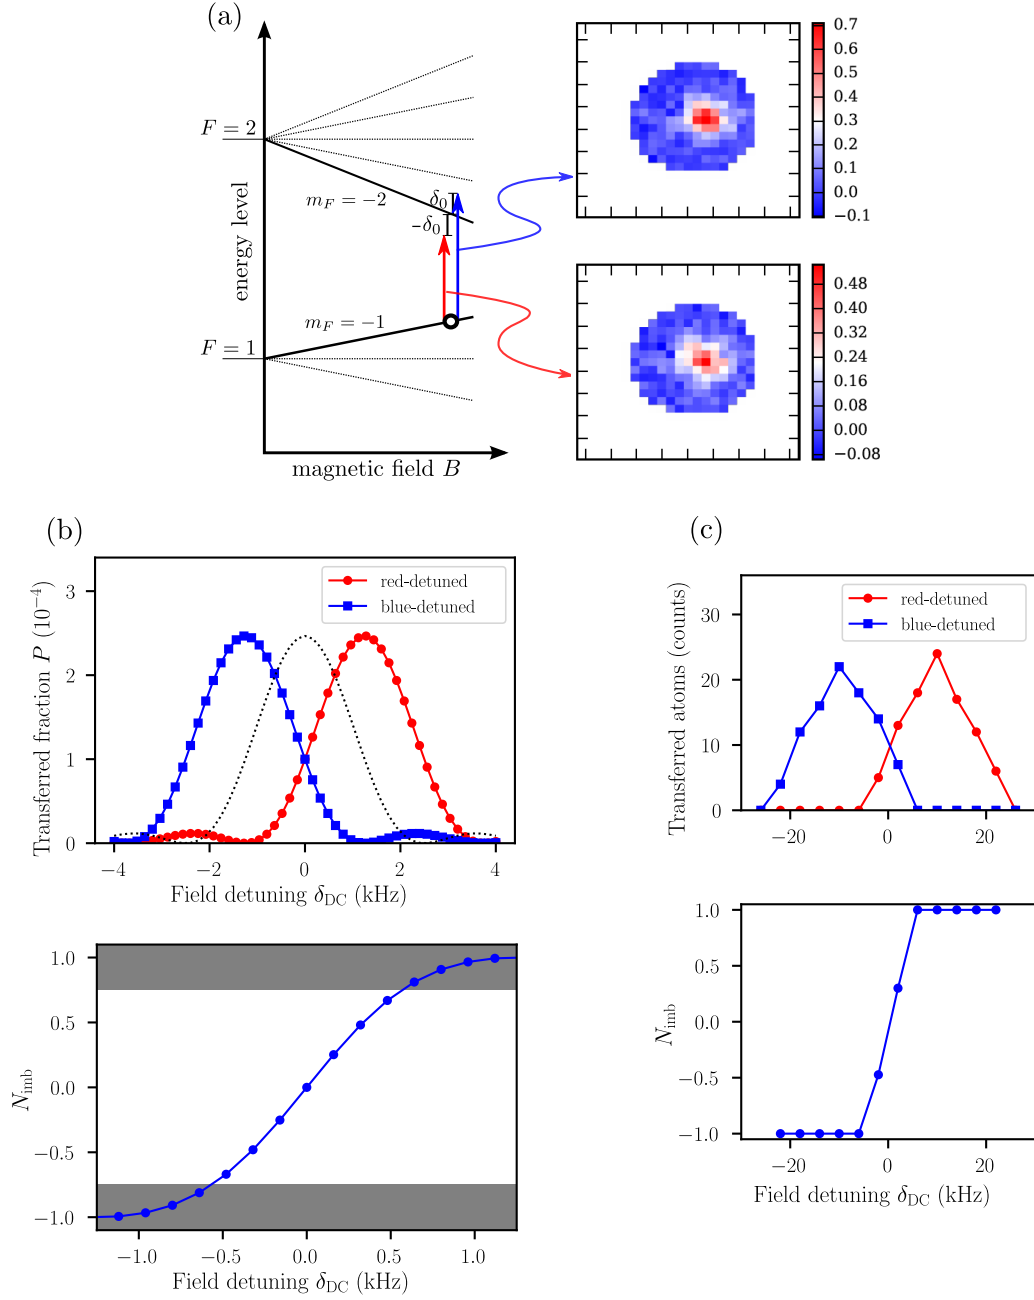 (a)
energy level
F = 2
m_F = −2
δ₀
−δ₀
m_F = −1
F = 1
magnetic field B
0.7
0.6
0.5
0.4
0.3
0.2
0.1
0.0
−0.1
0.48
0.40
0.32
0.24
0.16
0.08
0.00
−0.08
(b)
Transferred fraction P (10⁻⁴)
3
2
1
0
red-detuned
blue-detuned
−4 −2 0 2 4
Field detuning δ_DC (kHz)
N_imb
1.0
0.5
0.0
−0.5
−1.0
−1.0 −0.5 0.0 0.5 1.0
Field detuning δ_DC (kHz)
(c)
Transferred atoms (counts)
30
20
10
0
red-detuned
blue-detuned
−20 0 20
N_imb
1.0
0.5
0.0
−0.5
−1.0
−20 0 20
Field detuning δ_DC (kHz)